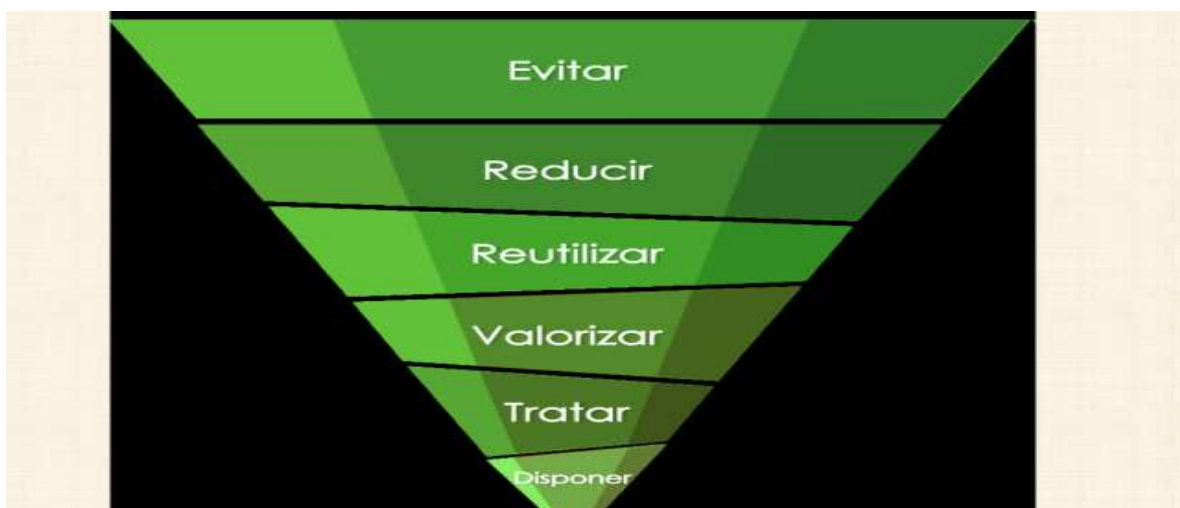 Evitar
Reducir
Reutilizar
Valorizar
Tratar
Disponer